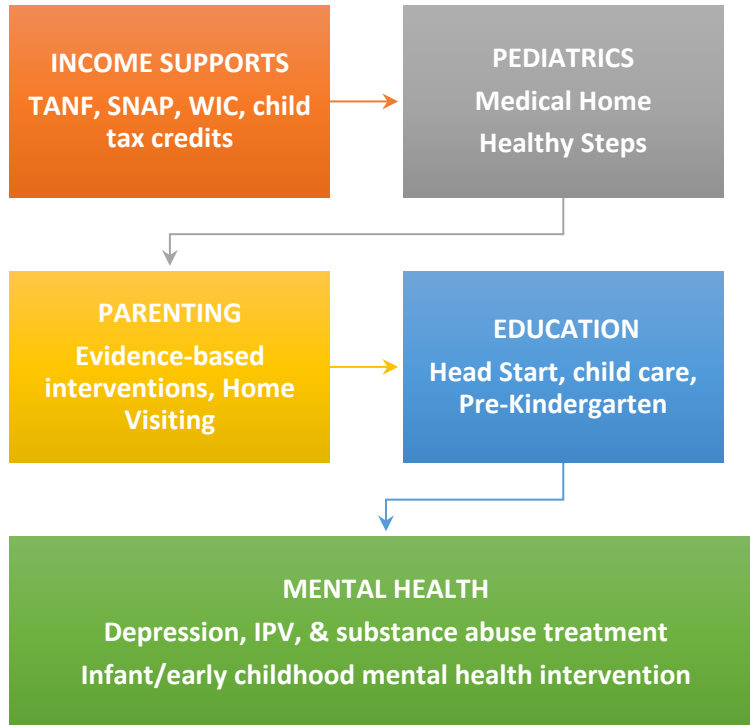 INCOME SUPPORTS
TANF, SNAP, WIC, child
tax credits
PEDIATRICS
Medical Home
Healthy Steps
PARENTING
Evidence-based
interventions, Home
Visiting
EDUCATION
Head Start, child care,
Pre-Kindergarten
MENTAL HEALTH
Depression, IPV, & substance abuse treatment
Infant/early childhood mental health intervention